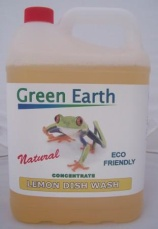 Green Earth
Natural
ECO
FRIENDLY
CONCENTRATE
LEMON DISH WASH